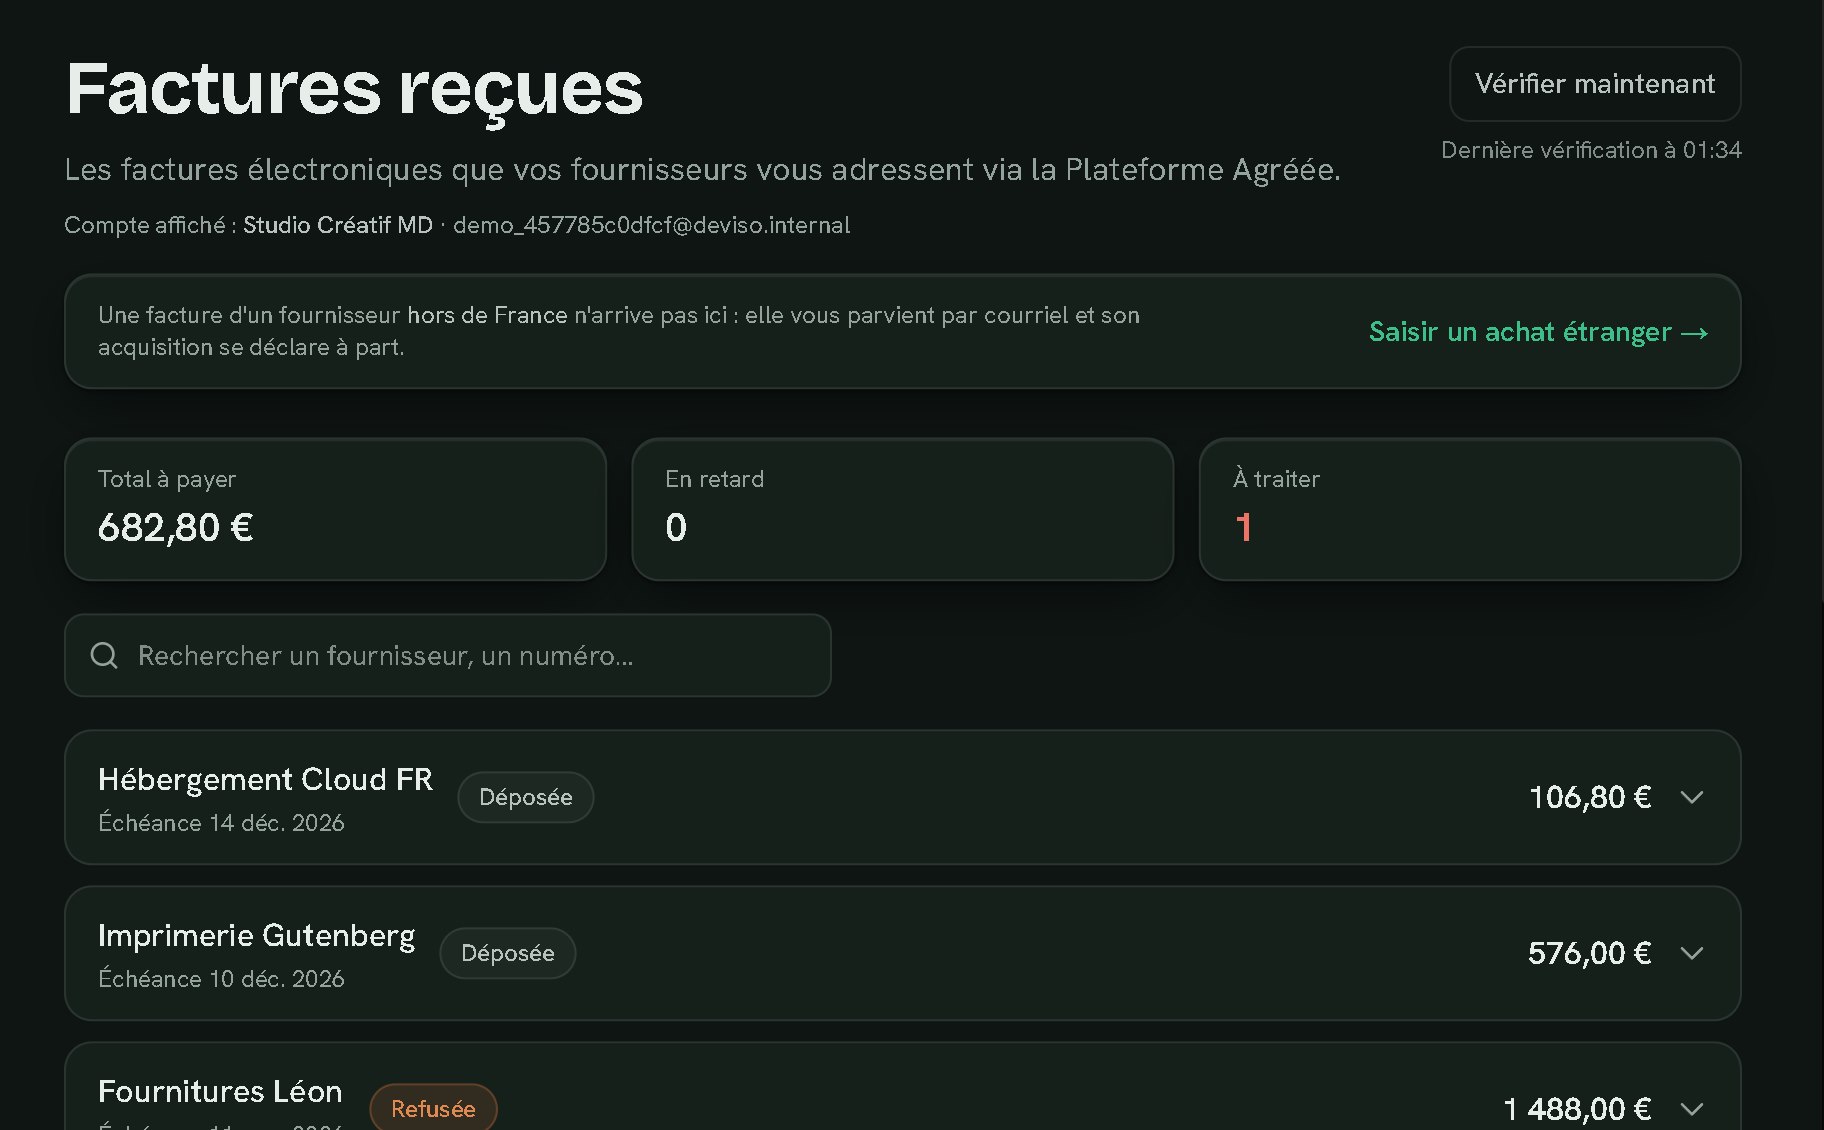 Factures reçues
Vérifier maintenant
Les factures électroniques que vos fournisseurs vous adressent via la Plateforme Agréée.
Dernière vérification à 01:34
Compte affiché : Studio Créatif MD · demo_457785c0dfcf@deviso.internal
Une facture d'un fournisseur hors de France n'arrive pas ici : elle vous parvient par courriel et son
acquisition se déclare à part.
Saisir un achat étranger →
Total à payer
682,80 €
En retard
0
À traiter
1
Rechercher un fournisseur, un numéro...
Hébergement Cloud FR
Déposée
Échéance 14 déc. 2026
106,80 €
Imprimerie Gutenberg
Déposée
Échéance 10 déc. 2026
576,00 €
Fournitures Léon
Refusée
1 488,00 €